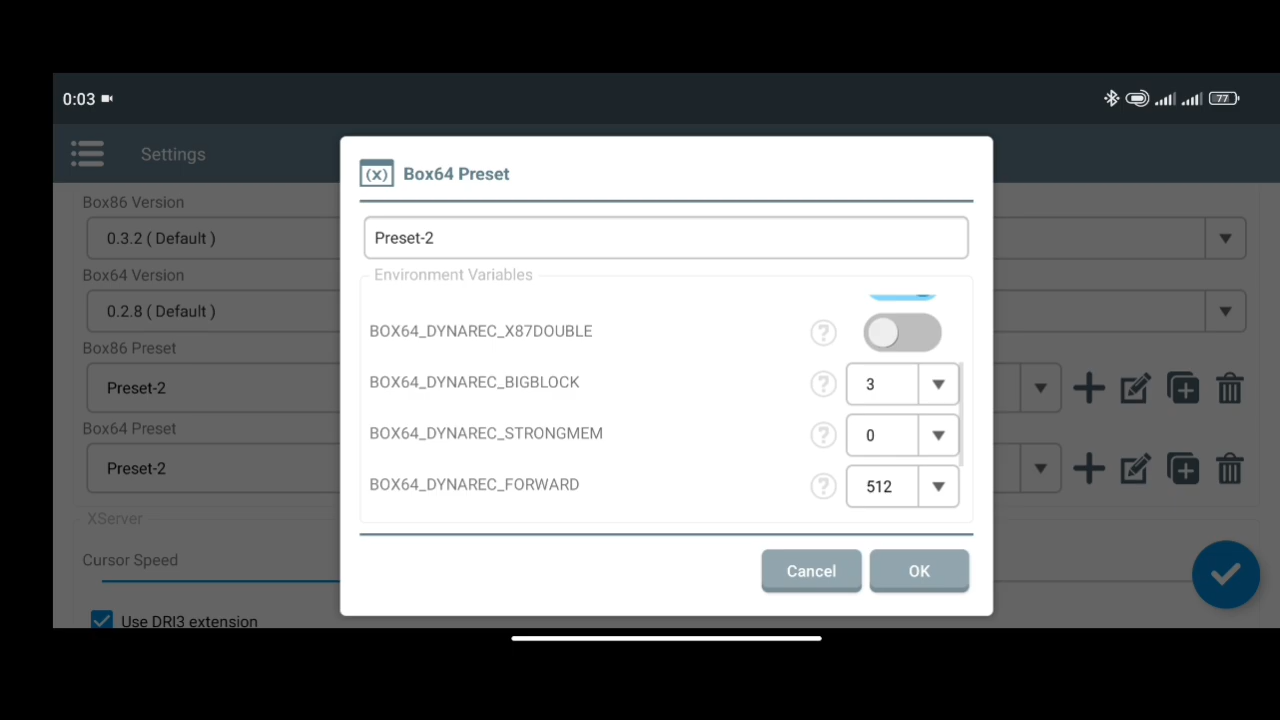 0:03
77
Settings
(x) Box64 Preset
Box86 Version
0.3.2 ( Default )
Preset-2
Box64 Version
Environment Variables
0.2.8 ( Default )
BOX64_DYNAREC_X87DOUBLE ?
Box86 Preset
Preset-2
BOX64_DYNAREC_BIGBLOCK ? 3
Box64 Preset
BOX64_DYNAREC_STRONGMEM ? 0
Preset-2
BOX64_DYNAREC_FORWARD ? 512
XServer
Cursor Speed
Cancel OK
Use DRI3 extension